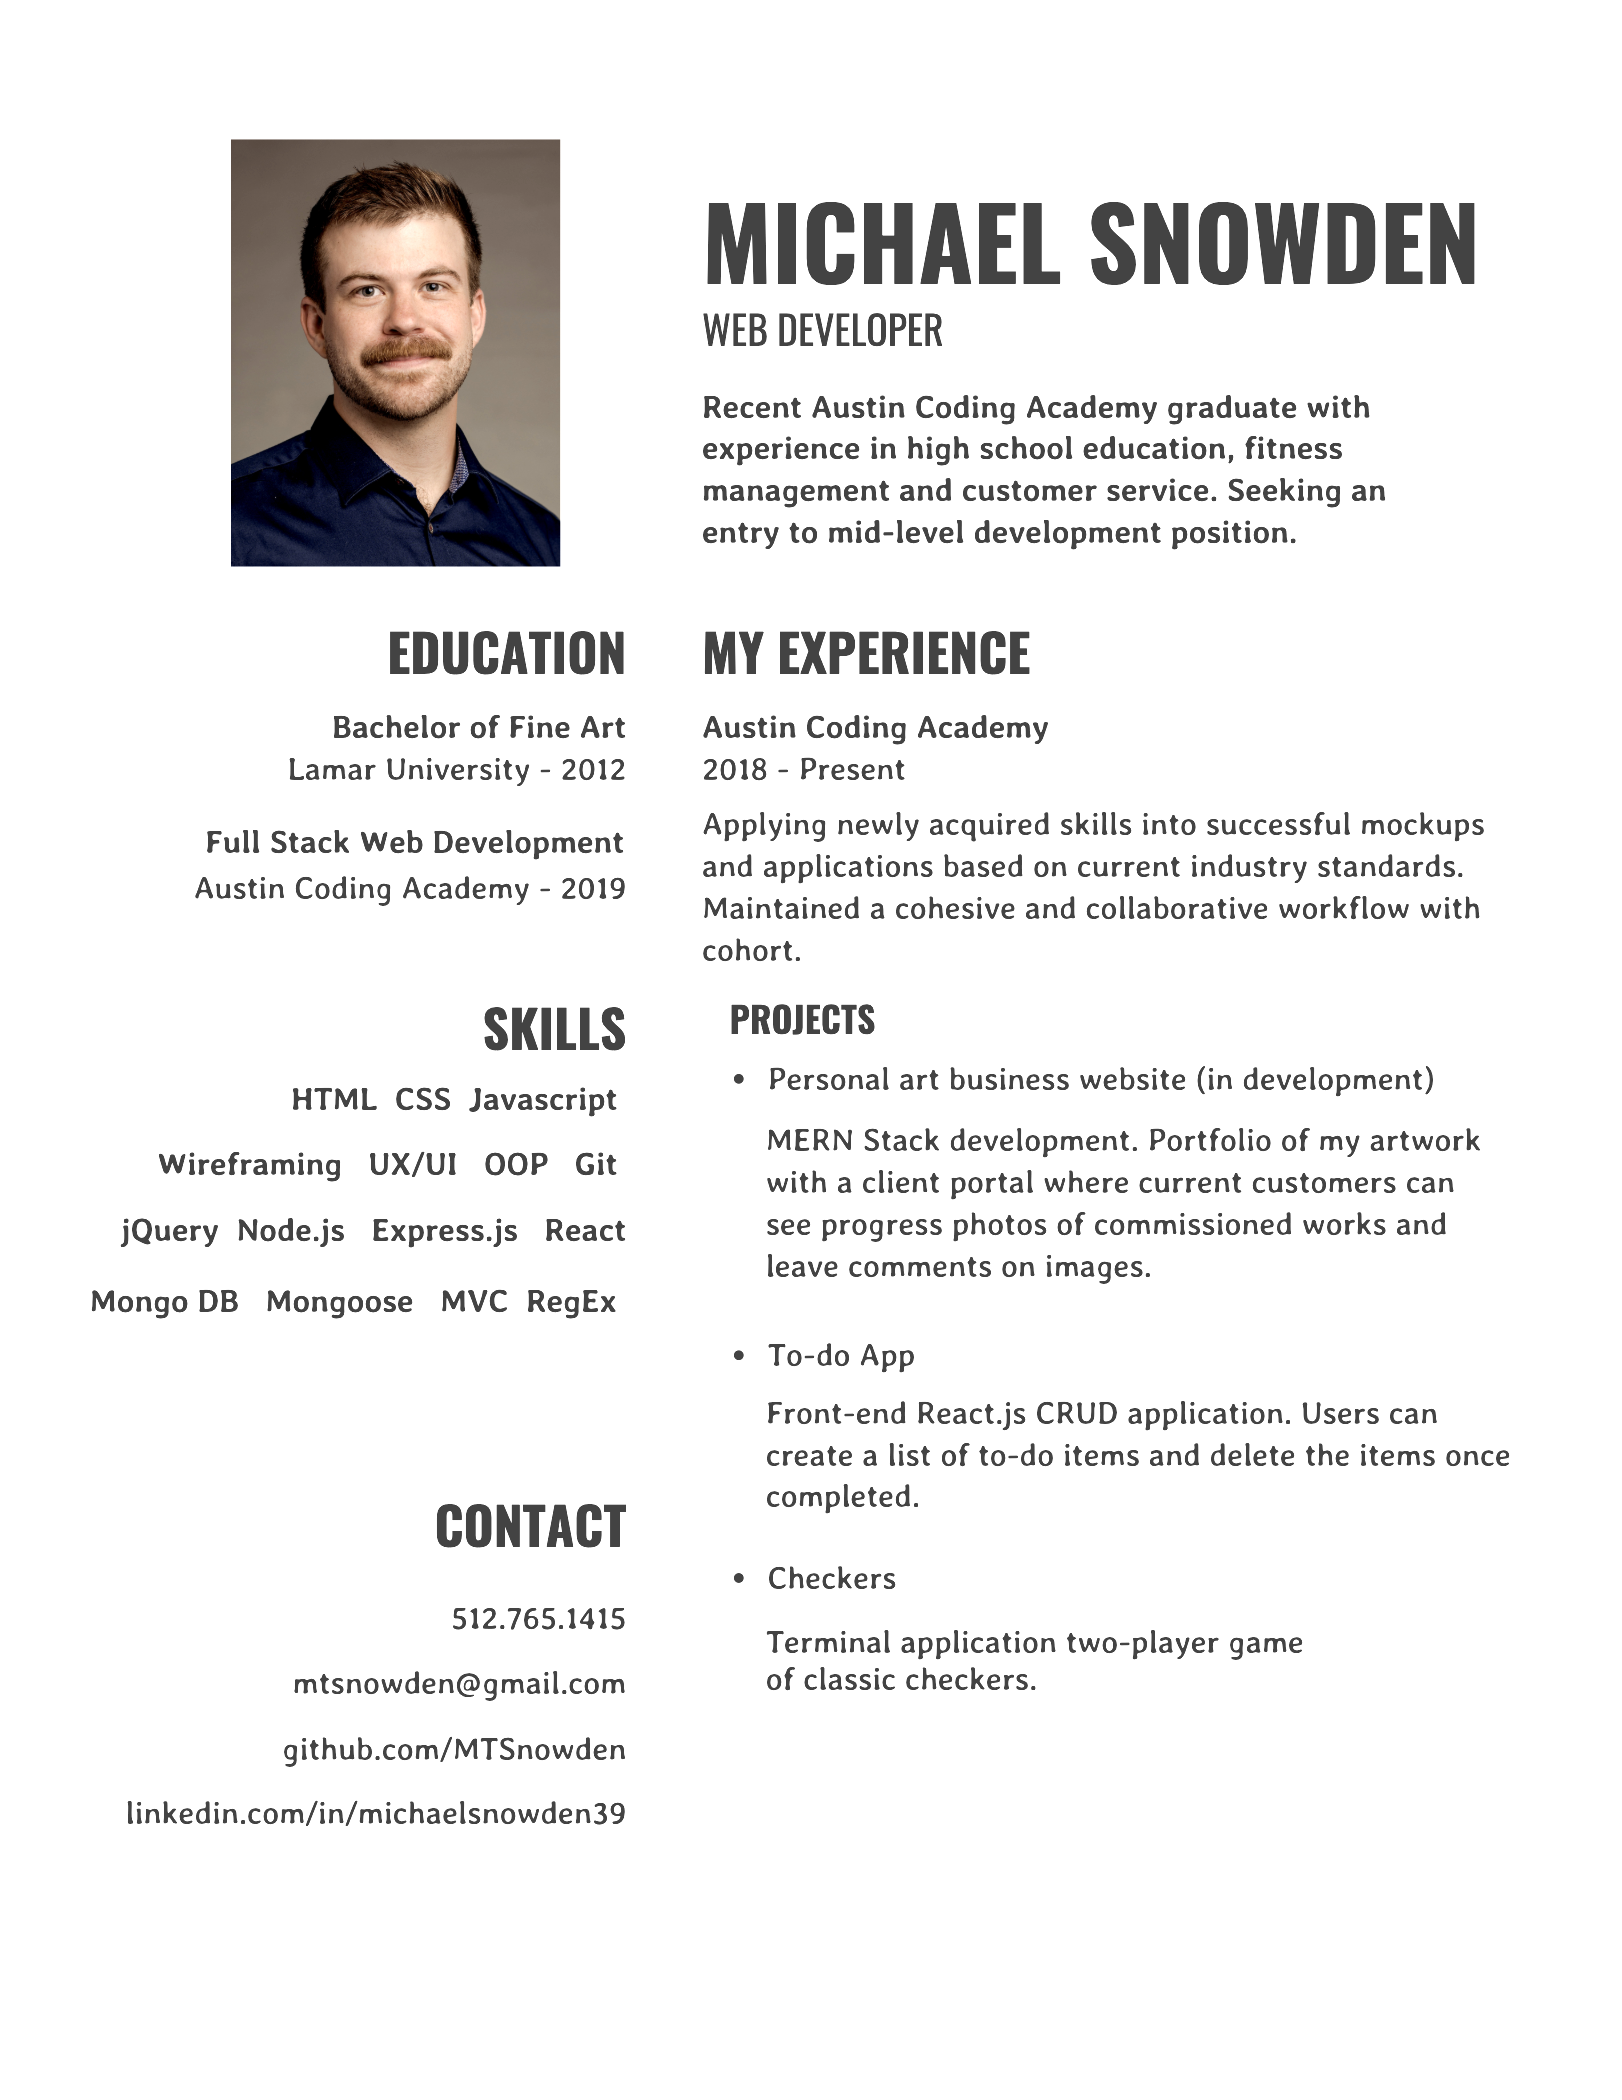 MICHAEL SNOWDEN
WEB DEVELOPER
Recent Austin Coding Academy graduate with
experience in high school education, fitness
management and customer service. Seeking an
entry to mid-level development position.
EDUCATION
Bachelor of Fine Art
Lamar University - 2012
Full Stack Web Development
Austin Coding Academy - 2019
SKILLS
HTML CSS Javascript
Wireframing UX/UI OOP Git
jQuery Node.js Express.js React
Mongo DB Mongoose MVC RegEx
CONTACT
512.765.1415
mtsnowden@gmail.com
github.com/MTSnowden
linkedin.com/in/michaelsnowden39
MY EXPERIENCE
Austin Coding Academy
2018 - Present
Applying newly acquired skills into successful mockups
and applications based on current industry standards.
Maintained a cohesive and collaborative workflow with
cohort.
PROJECTS
• Personal art business website (in development)
MERN Stack development. Portfolio of my artwork
with a client portal where current customers can
see progress photos of commissioned works and
leave comments on images.
• To-do App
Front-end React.js CRUD application. Users can
create a list of to-do items and delete the items once
completed.
• Checkers
Terminal application two-player game
of classic checkers.